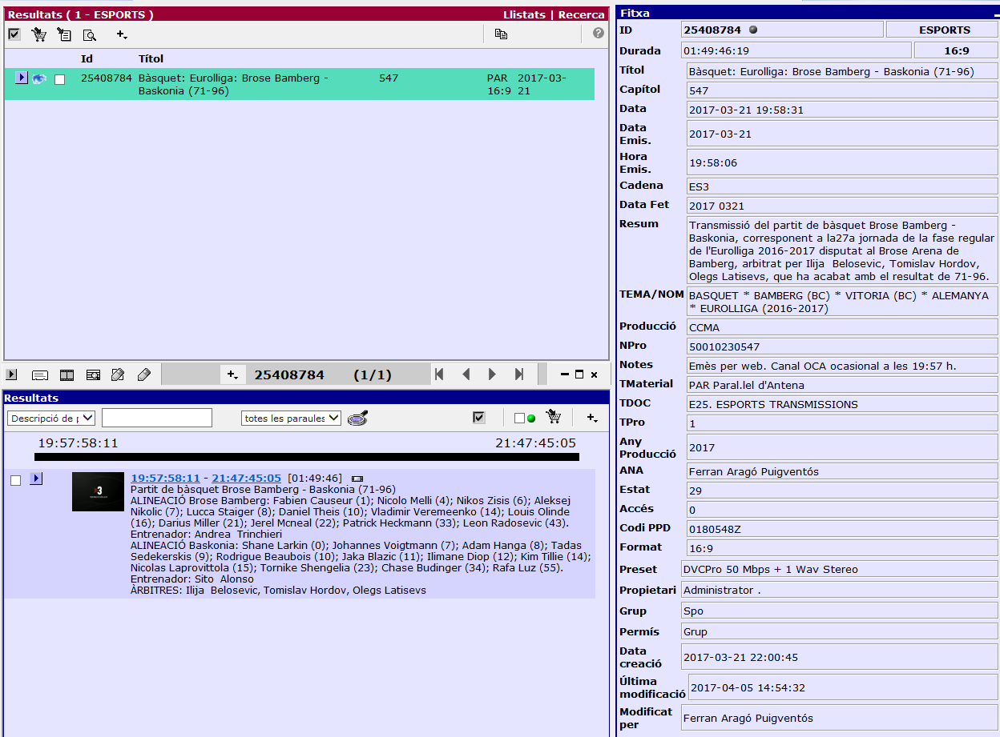 Resultats ( 1 - ESPORTS )
Llistats | Recerca
Id Títol
25408784 Bàsquet: Eurolliga: Brose Bamberg - 547 PAR 2017-03-
Baskonia (71-96) 16:9 21
25408784 (1/1)
Resultats
Descripció de totes les paraules
19:57:58:11 21:47:45:05
19:57:58:11 - 21:47:45:05 [01:49:46]
Partit de bàsquet Brose Bamberg - Baskonia (71-96)
ALINEACIÓ Brose Bamberg: Fabien Causeur (1); Nicolo Melli (4); Nikos Zisis (6); Aleksej
Nikolic (7); Lucca Staiger (8); Daniel Theis (10); Vladimir Veremeenko (14); Louis Olinde
(16); Darius Miller (21); Jerel Mcneal (22); Patrick Heckmann (33); Leon Radosevic (43).
Entrenador: Andrea  Trinchieri
ALINEACIÓ Baskonia: Shane Larkin (0); Johannes Voigtmann (7); Adam Hanga (8); Tadas
Sedekerskis (9); Rodrigue Beaubois (10); Jaka Blazic (11); Ilimane Diop (12); Kim Tillie (14);
Nicolas Laprovittola (15); Tornike Shengelia (23); Chase Budinger (34); Rafa Luz (55).
Entrenador: Sito  Alonso
ÀRBITRES: Ilija  Belosevic, Tomislav Hordov, Olegs Latisevs
Fitxa
ID 25408784 ESPORTS
Durada 01:49:46:19 16:9
Títol Bàsquet: Eurolliga: Brose Bamberg - Baskonia (71-96)
Capítol 547
Data 2017-03-21 19:58:31
Data
Emis. 2017-03-21
Hora
Emis. 19:58:06
Cadena ES3
Data Fet 2017 0321
Resum Transmissió del partit de bàsquet Brose Bamberg -
Baskonia, corresponent a la27a jornada de la fase regular
de l'Eurolliga 2016-2017 disputat al Brose Arena de
Bamberg, arbitrat per Ilija  Belosevic, Tomislav Hordov,
Olegs Latisevs, que ha acabat amb el resultat de 71-96.
TEMA/NOM BASQUET * BAMBERG (BC) * VITORIA (BC) * ALEMANYA
* EUROLLIGA (2016-2017)
Producció CCMA
NPro 50010230547
Notes Emès per web. Canal OCA ocasional a les 19:57 h.
TMaterial PAR Paral.lel d'Antena
TDOC E25. ESPORTS TRANSMISSIONS
TPro 1
Any
Producció 2017
ANA Ferran Aragó Puigventós
Estat 29
Accés 0
Codi PPD 0180548Z
Format 16:9
Preset DVCPro 50 Mbps + 1 Wav Stereo
Propietari Administrator .
Grup Spo
Permís Grup
Data
creació 2017-03-21 22:00:45
Última
modificació 2017-04-05 14:54:32
Modificat
per Ferran Aragó Puigventós